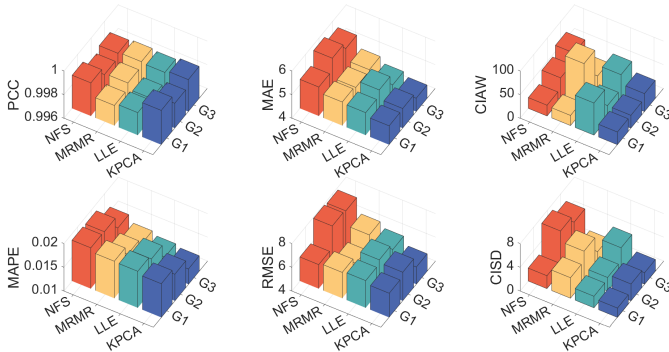 PCC
1
0.998
0.996
NFS
MRMR
LLE
KPCA
G1
G2
G3
MAE
6
5
4
NFS
MRMR
LLE
KPCA
G1
G2
G3
CIAW
100
50
0
NFS
MRMR
LLE
KPCA
G1
G2
G3
MAPE
0.02
0.015
0.01
NFS
MRMR
LLE
KPCA
G1
G2
G3
RMSE
8
6
4
NFS
MRMR
LLE
KPCA
G1
G2
G3
CISD
8
4
0
NFS
MRMR
LLE
KPCA
G1
G2
G3